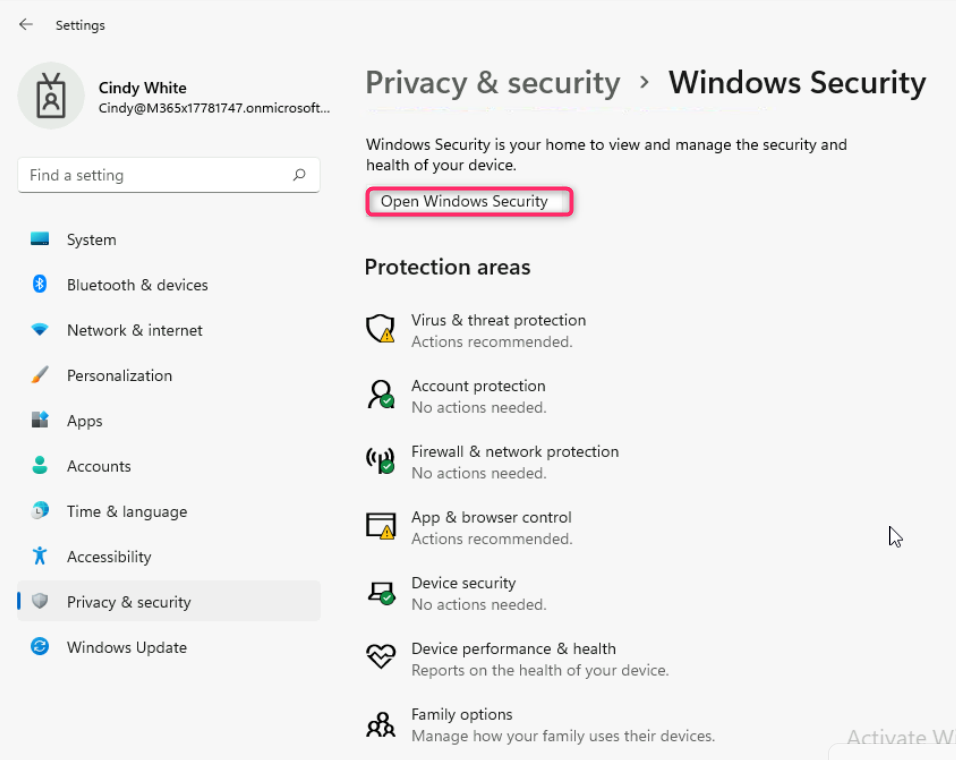 Settings
Cindy White
Cindy@M365x17781747.onmicrosoft...
Find a setting
System
Bluetooth & devices
Network & internet
Personalization
Apps
Accounts
Time & language
Accessibility
Privacy & security
Windows Update
Privacy & security > Windows Security
Windows Security is your home to view and manage the security and
health of your device.
Open Windows Security
Protection areas
Virus & threat protection
Actions recommended.
Account protection
No actions needed.
Firewall & network protection
No actions needed.
App & browser control
Actions recommended.
Device security
No actions needed.
Device performance & health
Reports on the health of your device.
Family options
Manage how your family uses their devices.
Activate